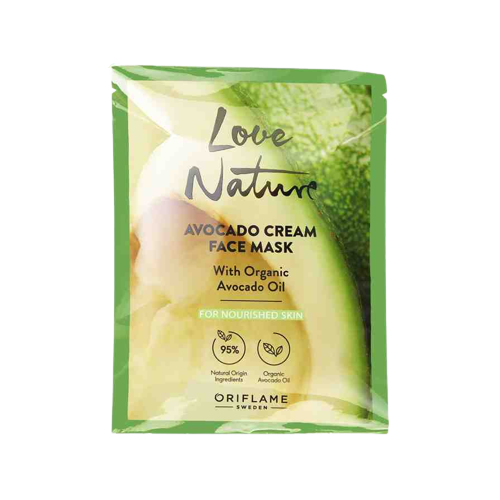 Love
Nature
AVOCADO CREAM
FACE MASK
With Organic
Avocado Oil
FOR NOURISHED SKIN
95%
Natural Origin
Ingredients
Organic
Avocado Oil
ORIFLAME
SWEDEN